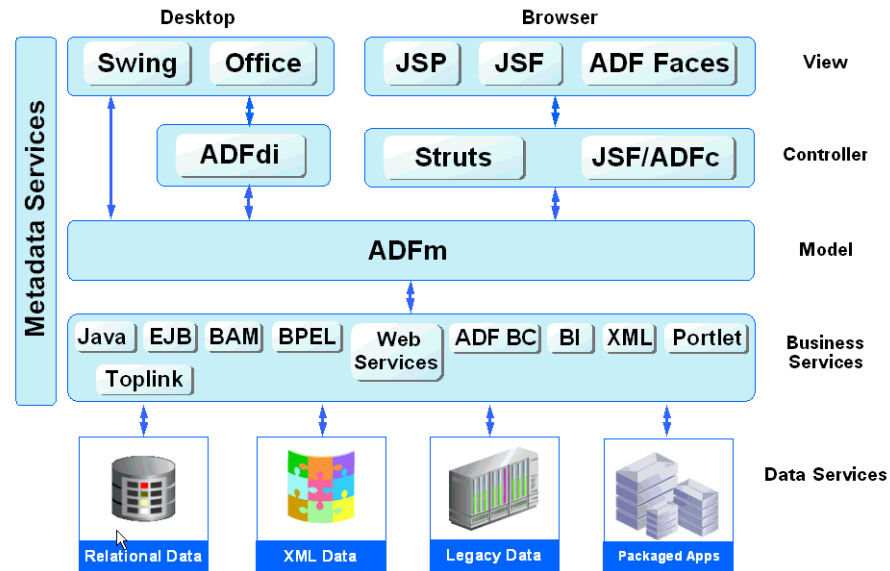 Desktop
Browser
Metadata Services
Swing
Office
JSP
JSF
ADF Faces
View
ADFdi
Struts
JSF/ADFc
Controller
ADFm
Model
Java
EJB
BAM
BPEL
Web
Services
ADF BC
BI
XML
Portlet
Toplink
Business
Services
Data Services
Relational Data
XML Data
Legacy Data
Packaged Apps